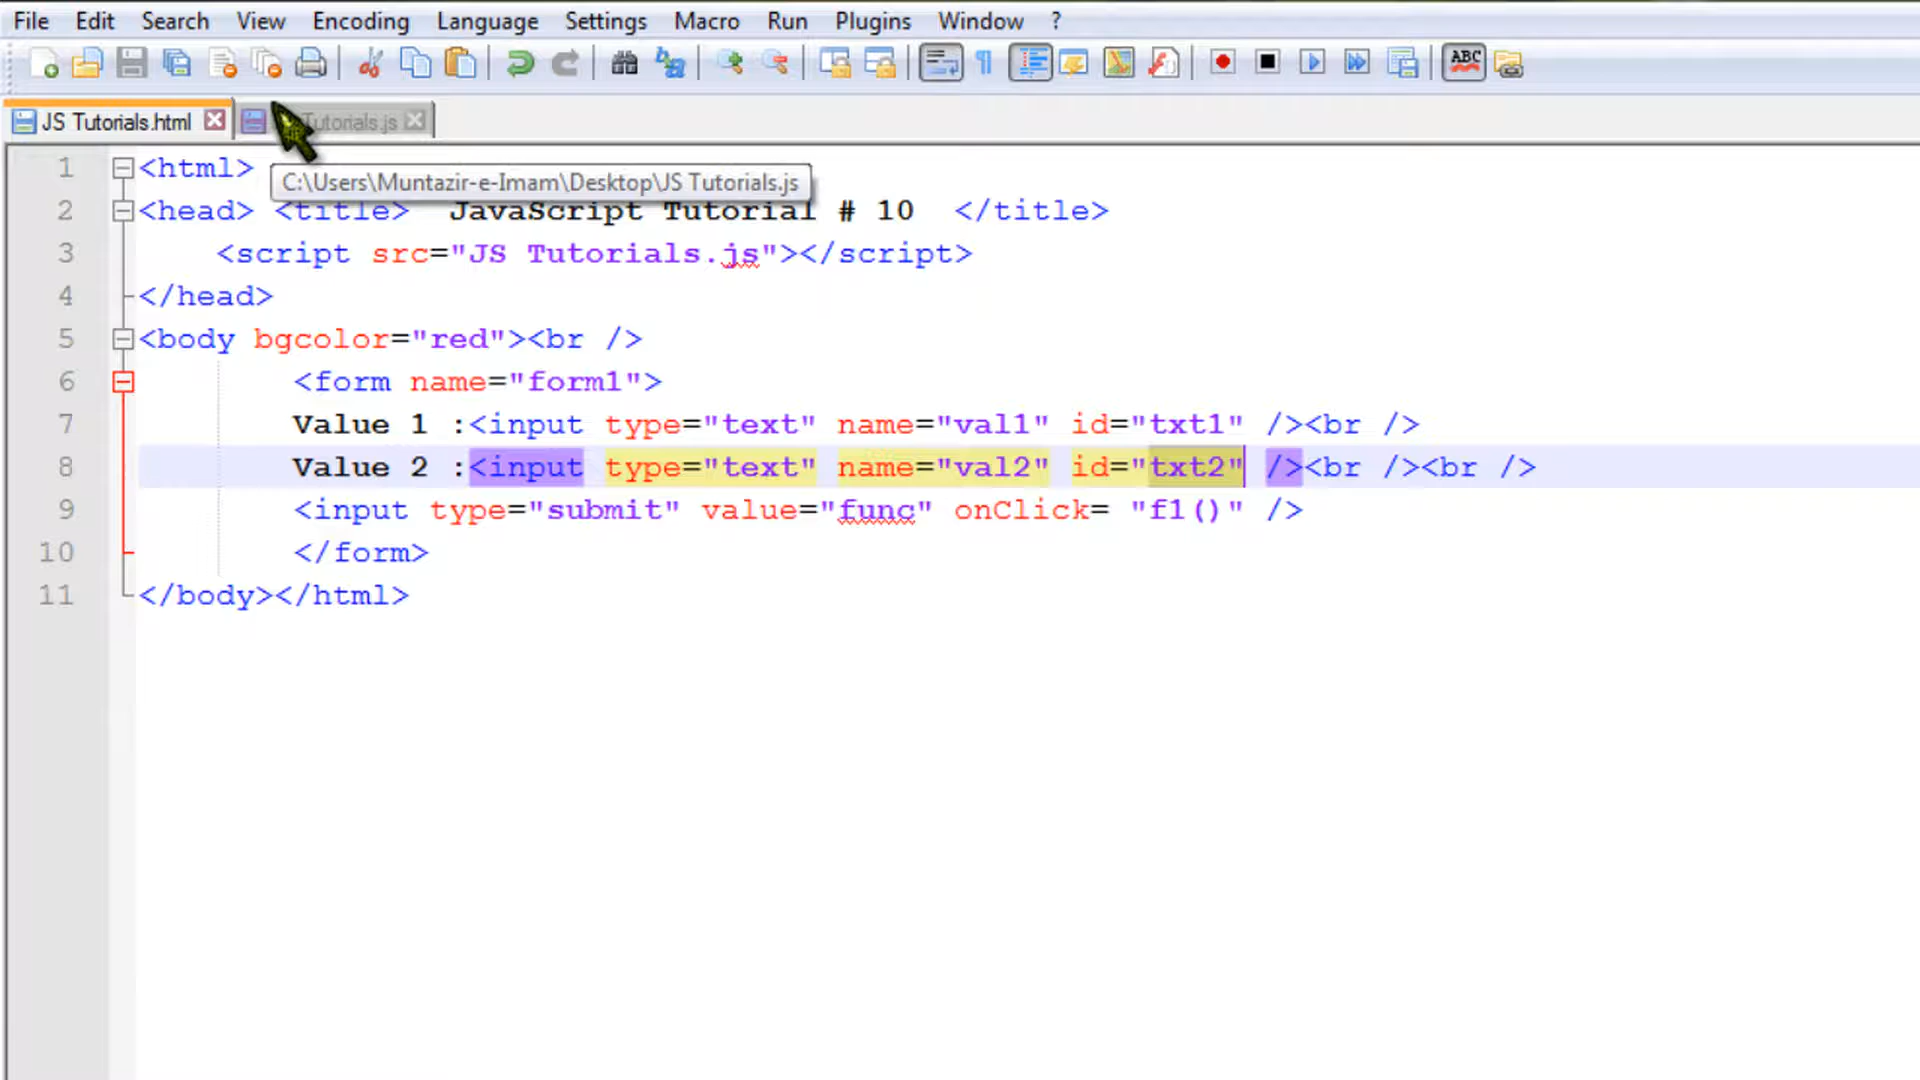 File Edit Search View Encoding Language Settings Macro Run Plugins Window ?
ABC
JS Tutorials.html Tutorials.js
1 <html>
C:\Users\Muntazir-e-Imam\Desktop\JS Tutorials.js
2 <head> <title> JavaScript Tutorial # 10 </title>
3 <script src="JS Tutorials.js"></script>
4 </head>
5 <body bgcolor="red"><br />
6 <form name="form1">
7 Value 1 :<input type="text" name="val1" id="txt1" /><br />
8 Value 2 :<input type="text" name="val2" id="txt2" /><br /><br />
9 <input type="submit" value="func" onClick= "f1()" />
10 </form>
11 </body></html>